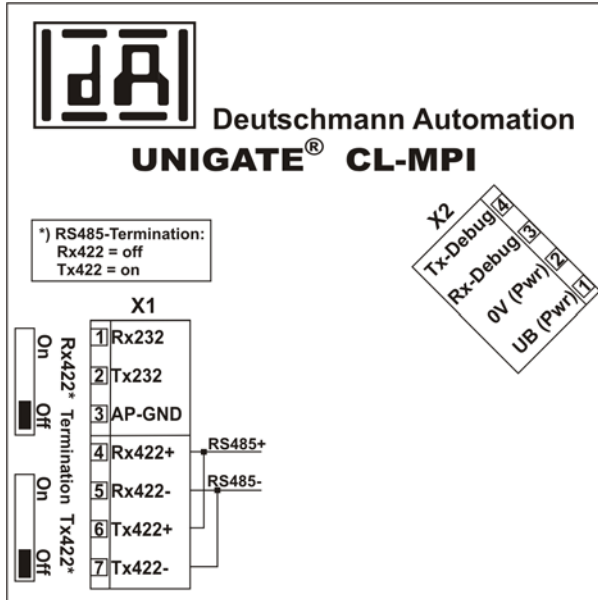 dA
Deutschmann Automation
UNIGATE® CL-MPI
*) RS485-Termination:
Rx422 = off
Tx422 = on
X2
Tx-Debug 4
Rx-Debug 3
0V (Pwr) 2
UB (Pwr) 1
X1
1 Rx232
2 Tx232
3 AP-GND
4 Rx422+
5 Rx422-
6 Tx422+
7 Tx422-
RS485+
RS485-
Rx422* Termination Tx422*
On Off
On Off